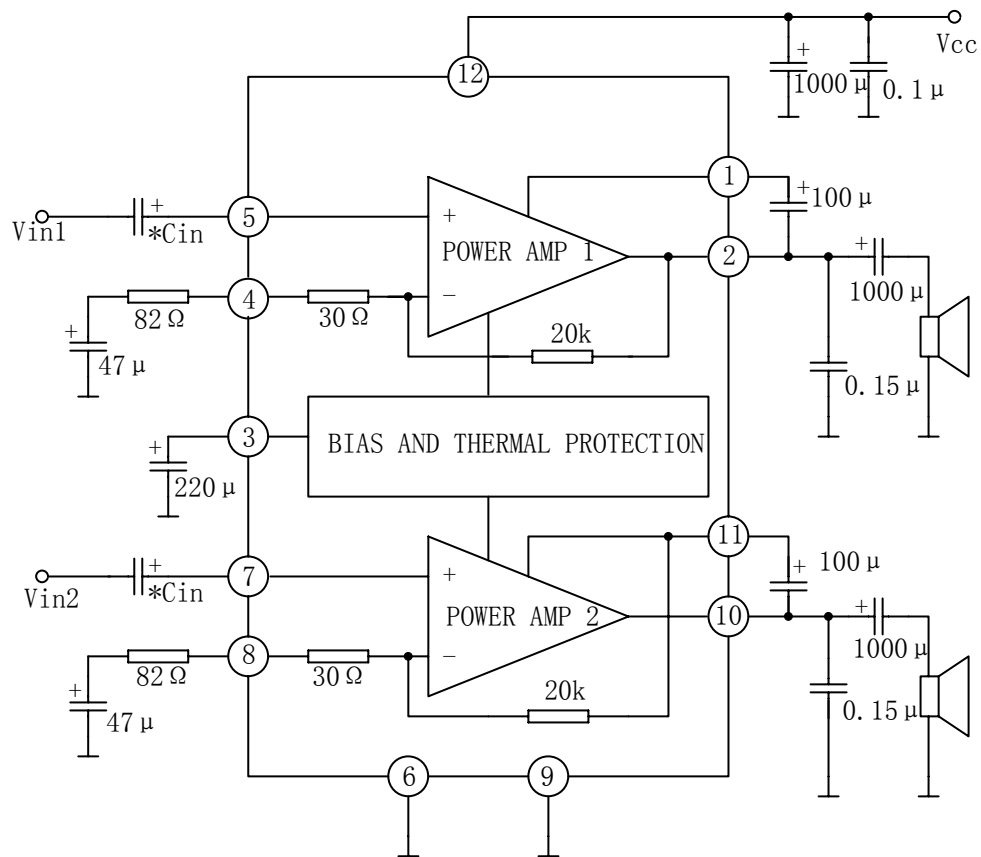 Vcc
12
1000μ
0.1μ
1
100μ
Vin1
+
*Cin
5
+
POWER AMP 1
2
+
1000μ
4
82Ω
30Ω
−
20k
+
47μ
0.15μ
3
BIAS AND THERMAL PROTECTION
+
220μ
11
100μ
Vin2
+
*Cin
7
+
POWER AMP 2
10
+
1000μ
8
82Ω
30Ω
−
20k
+
47μ
0.15μ
6
9
+
+
+